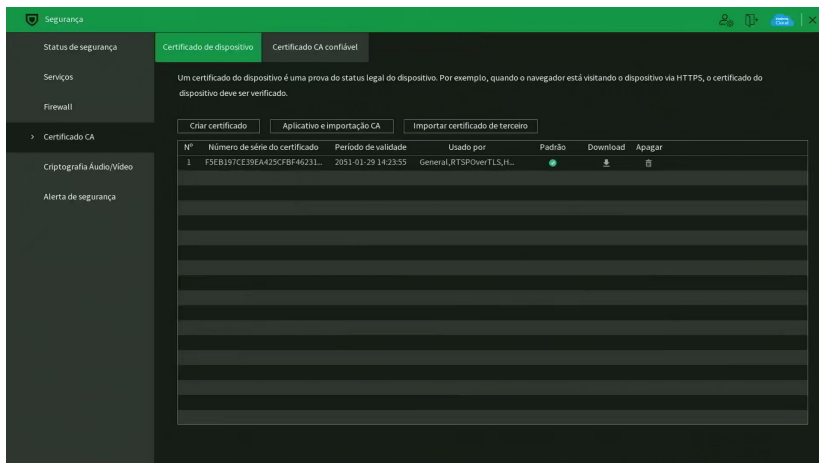 Segurança
Cloud
Status de segurança
Serviços
Firewall
Certificado CA
Criptografia Áudio/Vídeo
Alerta de segurança
Certificado de dispositivo
Certificado CA confiável
Um certificado do dispositivo é uma prova do status legal do dispositivo. Por exemplo, quando o navegador está visitando o dispositivo via HTTPS, o certificado do
dispositivo deve ser verificado.
Criar certificado
Aplicativo e importação CA
Importar certificado de terceiro
Nº Número de série do certificado Período de validade Usado por Padrão Download Apagar
1 F5EB197CE39EA425CFBF46231... 2051-01-29 14:23:55 General,RTSPOverTLS,H...